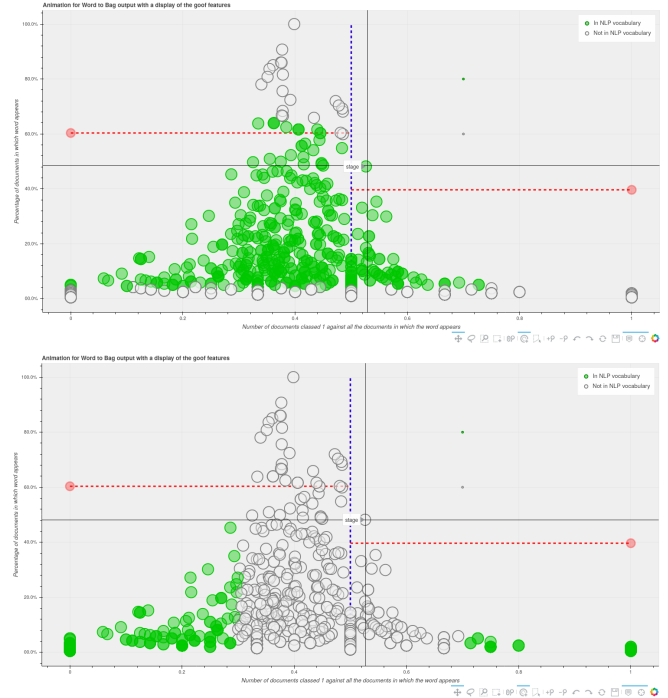 Animation for Word to Bag output with a display of the goof features
In NLP vocabulary
Not in NLP vocabulary
Percentage of documents in which word appears
100.0%
80.0%
60.0%
40.0%
20.0%
00.0%
stage
0
0.2
0.4
0.6
0.8
1
Number of documents classed 1 against all the documents in which the word appears
Animation for Word to Bag output with a display of the goof features
In NLP vocabulary
Not in NLP vocabulary
Percentage of documents in which word appears
100.0%
80.0%
60.0%
40.0%
20.0%
00.0%
stage
0
0.2
0.4
0.6
0.8
1
Number of documents classed 1 against all the documents in which the word appears